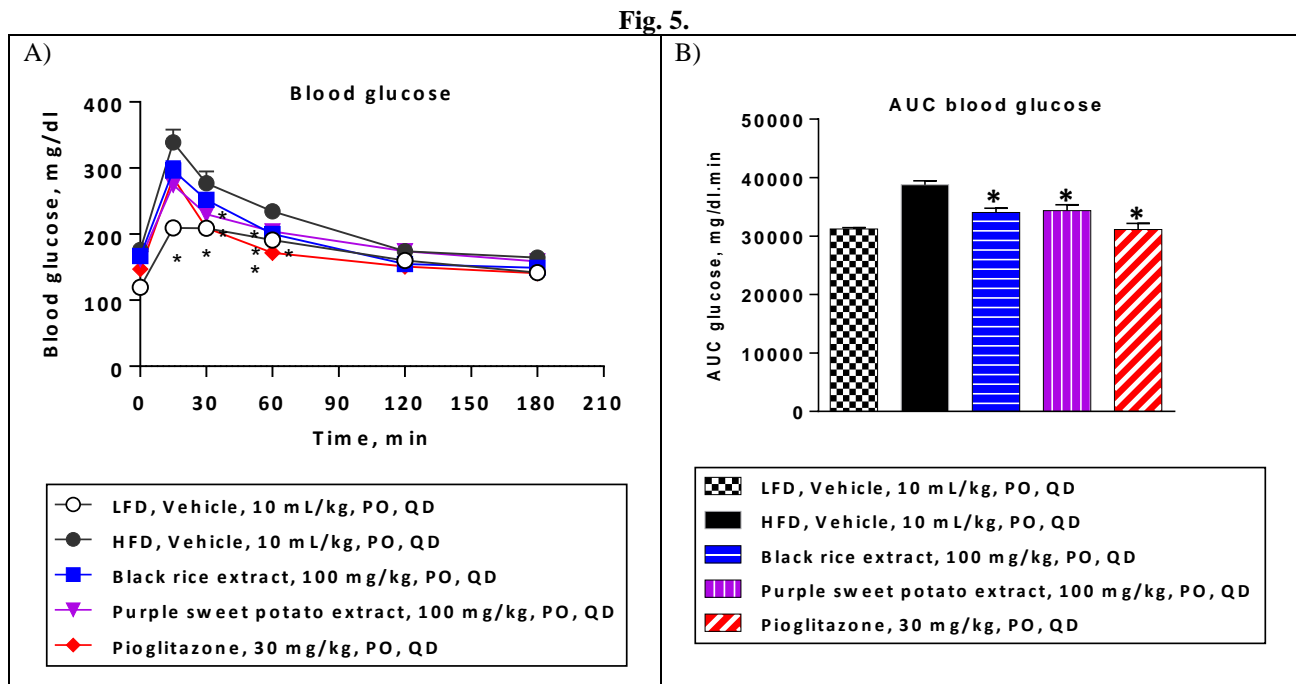 Fig. 5.
A)
Blood glucose
Blood glucose, mg/dl
400
300
200
100
0
* * * * * * * *
0 30 60 90 120 150 180 210
Time, min
LFD, Vehicle, 10 mL/kg, PO, QD
HFD, Vehicle, 10 mL/kg, PO, QD
Black rice extract, 100 mg/kg, PO, QD
Purple sweet potato extract, 100 mg/kg, PO, QD
Pioglitazone, 30 mg/kg, PO, QD
B)
AUC blood glucose
AUC glucose, mg/dl.min
50000
40000
30000
20000
10000
0
* * *
LFD, Vehicle, 10 mL/kg, PO, QD
HFD, Vehicle, 10 mL/kg, PO, QD
Black rice extract, 100 mg/kg, PO, QD
Purple sweet potato extract, 100 mg/kg, PO, QD
Pioglitazone, 30 mg/kg, PO, QD